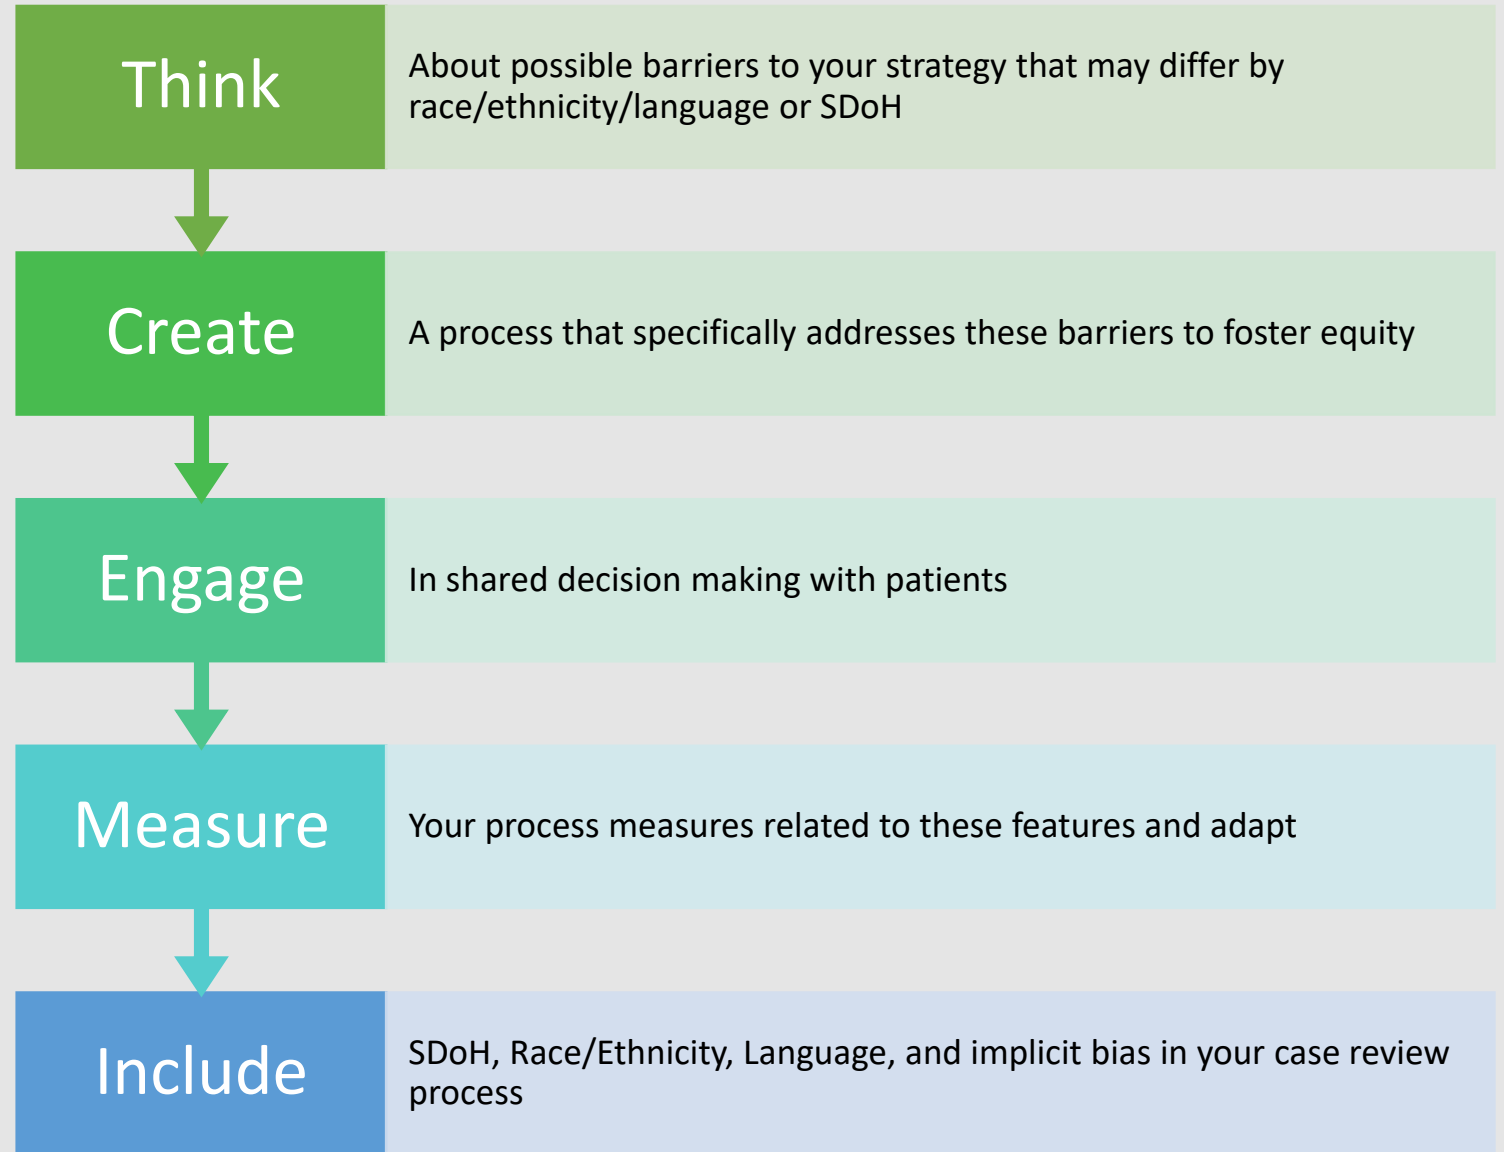 Think
About possible barriers to your strategy that may differ by
race/ethnicity/language or SDoH
Create
A process that specifically addresses these barriers to foster equity
Engage
In shared decision making with patients
Measure
Your process measures related to these features and adapt
Include
SDoH, Race/Ethnicity, Language, and implicit bias in your case review
process